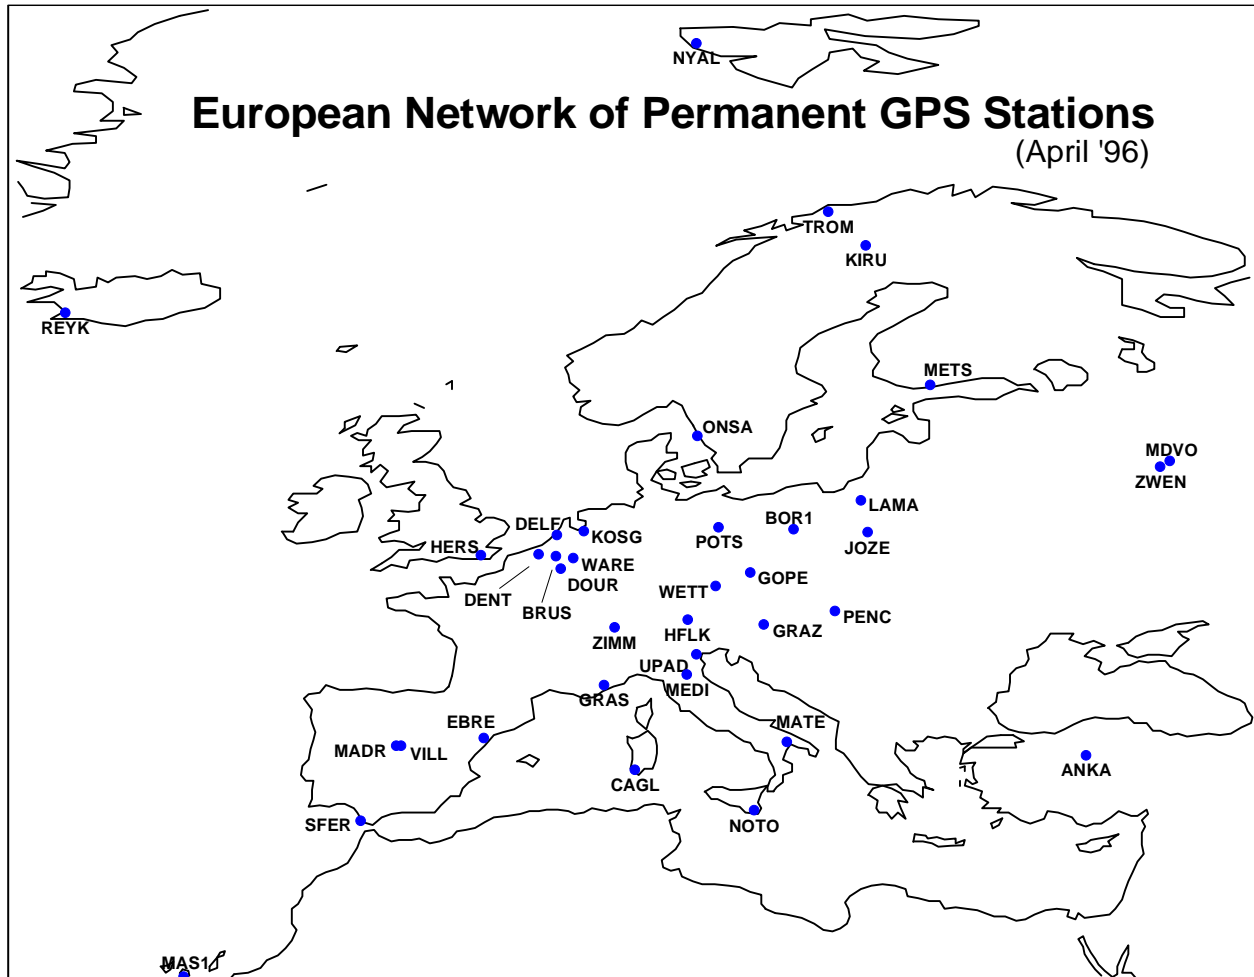 NYAL
European Network of Permanent GPS Stations
(April '96)
TROM
KIRU
REYK
METS
ONSA
MDVO
ZWEN
LAMA
BOR1
DELF
KOSG
POTS
JOZE
HERS
WARE
DOUR
GOPE
WETT
DENT
BRUS
PENC
ZIMM
HFLK
GRAZ
UPAD
MEDI
GRAS
EBRE
MATE
MADR
VILL
ANKA
CAGL
SFER
NOTO
MAS1